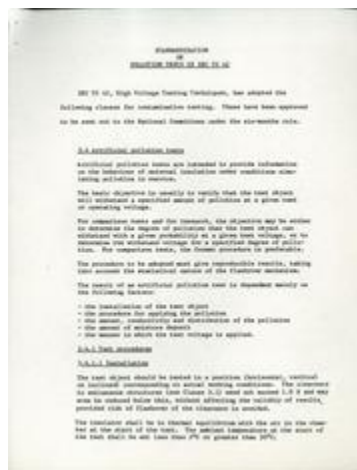 STANDARDIZATION
OF
POLLUTION TESTS IN IEC TC 42
IEC TC 42, High Voltage Testing Techniques, has adopted the
following clauses for contamination testing. These have been approved
to be sent out to the National Committees under the six-months rule.
3.4 Artificial pollution tests
Artificial pollution tests are intended to provide information
on the behaviour of external insulation under conditions simu-
lating pollution in service.
The basic objective is usually to verify that the test object
will withstand a specified amount of pollution at a given test
or operating voltage.
For comparison tests and for research, the objective may be either
to determine the degree of pollution that the test object can
withstand with a given probability at a given test voltage, or to
determine the withstand voltage for a specified degree of pollu-
tion. For comparison tests, the former procedure is preferable.
The procedure to be adopted must give reproducible results, taking
into account the statistical nature of the flashover mechanism.
The result of an artificial pollution test is dependent mainly on
the following factors:
- the installation of the test object
- the procedure for applying the pollution
- the amount, conductivity and distribution of the pollution
- the amount of moisture deposit
- the manner in which the test voltage is applied.
3.4.1 Test procedures
3.4.1.1 Installation
The test object should be tested in a position (horizontal, vertical
or inclined) corresponding to actual working conditions. The clearance
to extraneous structures (see Figure 3.1) need not exceed 1.5 H and may
even be reduced below this, without affecting the validity of results,
provided risk of flashover of the clearance is avoided.
The insulator shall be in thermal equilibrium with the air in the cham-
ber at the start of the test. The ambient temperature at the start of
the test shall be not less than 5°C or greater than 30°C.